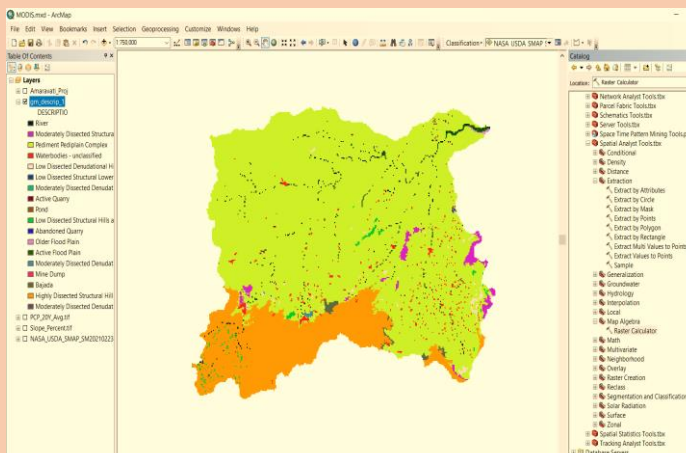 MODIS.mxd - ArcMap
File Edit View Bookmarks Insert Selection Geoprocessing Customize Windows Help
1:750,000
Classification
NASA_USDA_SMAP_S
Table Of Contents
Layers
Amaravati_Proj
gm_descrip_1
DESCRIPTIO
River
Moderately Dissected Structura
Pediment Pediplain Complex
Waterbodies - unclassified
Low Dissected Denudational H
Low Dissected Structural Lower
Moderately Dissected Denudat
Active Quarry
Pond
Low Dissected Structural Hills a
Abandoned Quarry
Older Flood Plain
Active Flood Plain
Moderately Dissected Denudat
Mine Dump
Bajada
Highly Dissected Structural Hill
Moderately Dissected Denudat
PCP_20Y_Avg.tif
Slope_Percent.tif
NASA_USDA_SMAP_SM20210223
Catalog
Location: Raster Calculator
Network Analyst Tools.tbx
Parcel Fabric Tools.tbx
Schematics Tools.tbx
Server Tools.tbx
Space Time Pattern Mining Tools
Spatial Analyst Tools.tbx
Conditional
Density
Distance
Extraction
Extract by Attributes
Extract by Circle
Extract by Mask
Extract by Points
Extract by Polygon
Extract by Rectangle
Extract Multi Values to Points
Extract Values to Points
Sample
Generalization
Groundwater
Hydrology
Interpolation
Local
Map Algebra
Raster Calculator
Math
Multivariate
Neighborhood
Overlay
Raster Creation
Reclass
Segmentation and Classification
Solar Radiation
Surface
Zonal
Spatial Statistics Tools.tbx
Tracking Analyst Tools.tbx
Database Servers